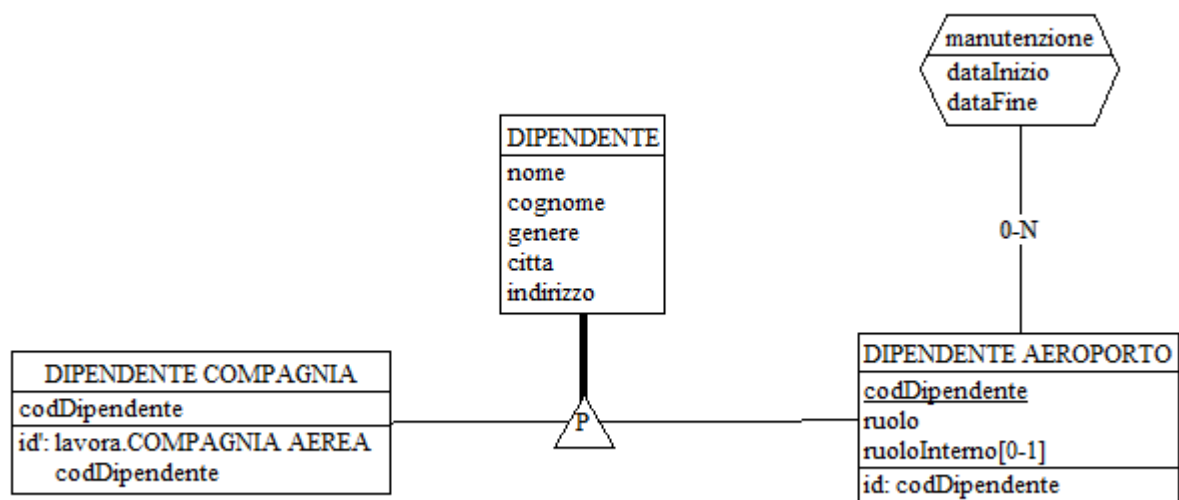 manutenzione
dataInizio
dataFine
DIPENDENTE
nome
cognome
genere
citta
indirizzo
0-N
DIPENDENTE COMPAGNIA
codDipendente
id': lavora.COMPAGNIA AEREA
codDipendente
P
DIPENDENTE AEROPORTO
codDipendente
ruolo
ruoloInterno[0-1]
id: codDipendente